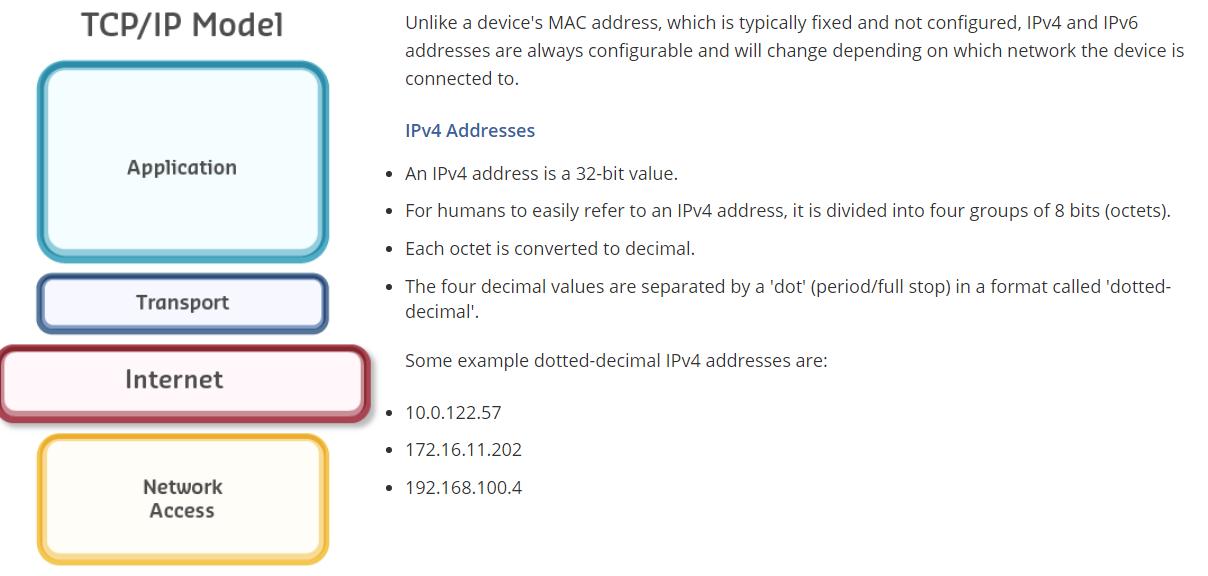 TCP/IP Model
Application
Transport
Internet
Network
Access
Unlike a device's MAC address, which is typically fixed and not configured, IPv4 and IPv6
addresses are always configurable and will change depending on which network the device is
connected to.
IPv4 Addresses
• An IPv4 address is a 32-bit value.
• For humans to easily refer to an IPv4 address, it is divided into four groups of 8 bits (octets).
• Each octet is converted to decimal.
• The four decimal values are separated by a 'dot' (period/full stop) in a format called 'dotted-
decimal'.
Some example dotted-decimal IPv4 addresses are:
• 10.0.122.57
• 172.16.11.202
• 192.168.100.4